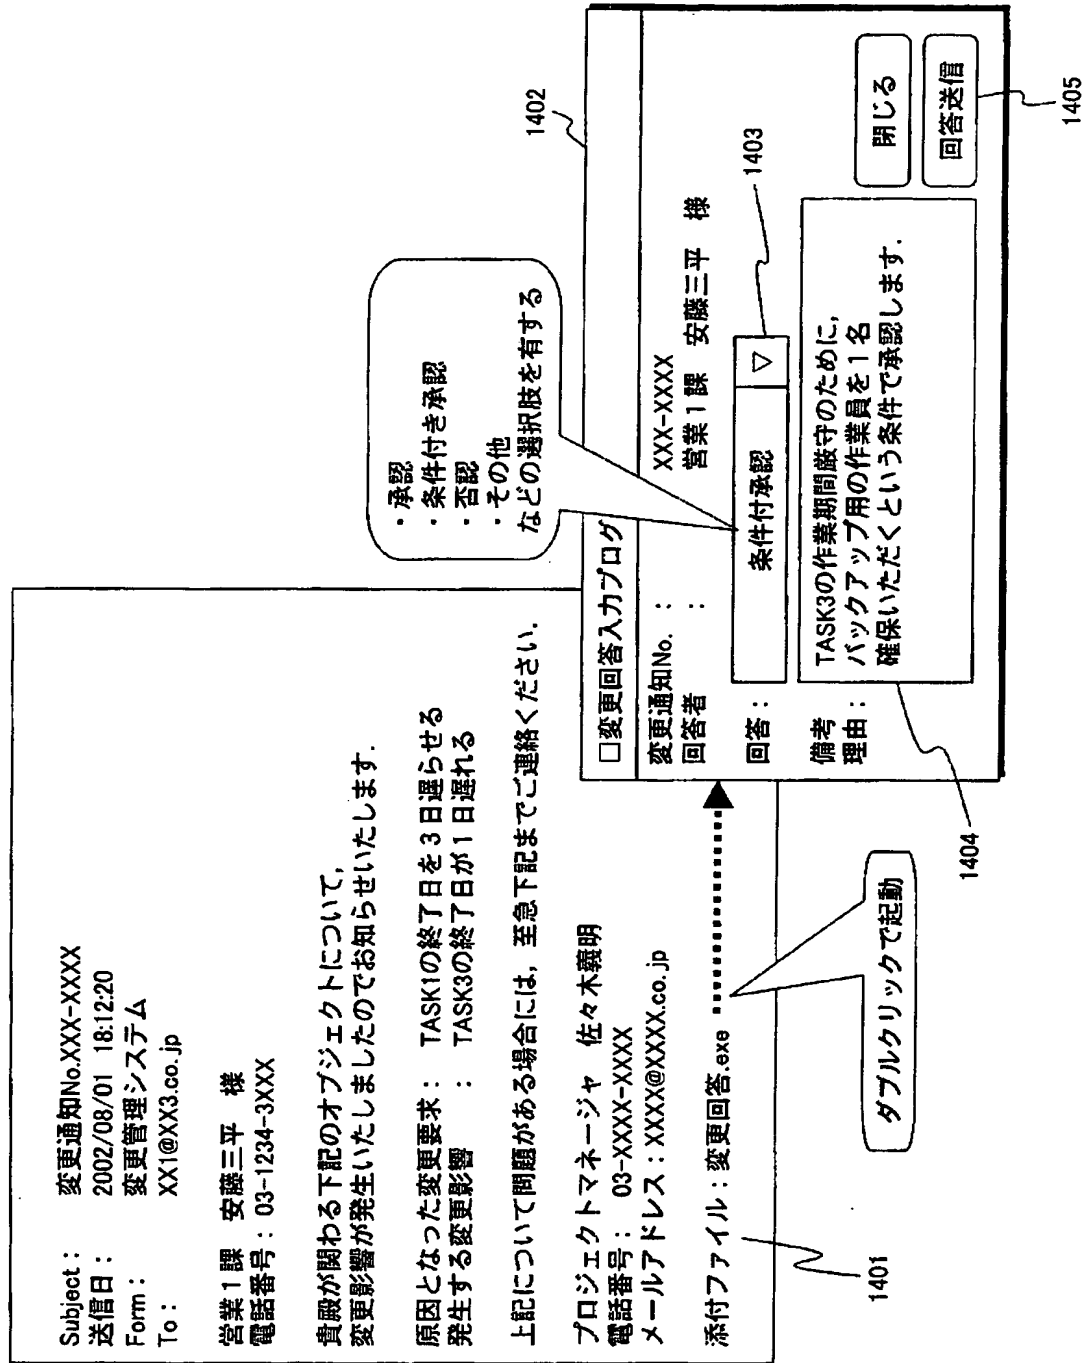 Subject： 変更通知No.XXX-XXXX
送信日： 2002/08/01 18:12:20
Form： 変更管理システム
To： XX1@XX3.co.jp
営業1課 安藤三平 様
電話番号：03-1234-3XXX
貴殿が関わる下記のオブジェクトについて,
変更影響が発生いたしましたのでお知らせいたします.
原因となった変更要求： TASK1の終了日を3日遅らせる
発生する変更影響 ： TASK3の終了日が1日遅れる
上記について問題がある場合には, 至急下記までご連絡ください.
プロジェクトマネージャ 佐々木義明
電話番号： 03-XXXX-XXXX
メールアドレス：XXXX@XXXX.co.jp
添付ファイル：変更回答.exe
1401
ダブルクリックで起動
・承認
・条件付き承認
・否認
・その他
などの選択肢を有する
1402
□変更回答入力プログ
変更通知No. ： XXX-XXXX
回答者 ： 営業1課 安藤三平 様
回答： 条件付承認 ▽
1403
備考
理由：
TASK3の作業期間厳守のために,
バックアップ用の作業員を1名
確保いただくという条件で承認します.
1404
閉じる
回答送信
1405